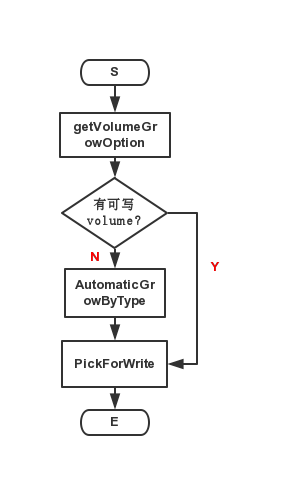 S
getVolumeGr
owOption
有可写
volume?
N
Y
AutomaticGr
owByType
PickForWrite
E